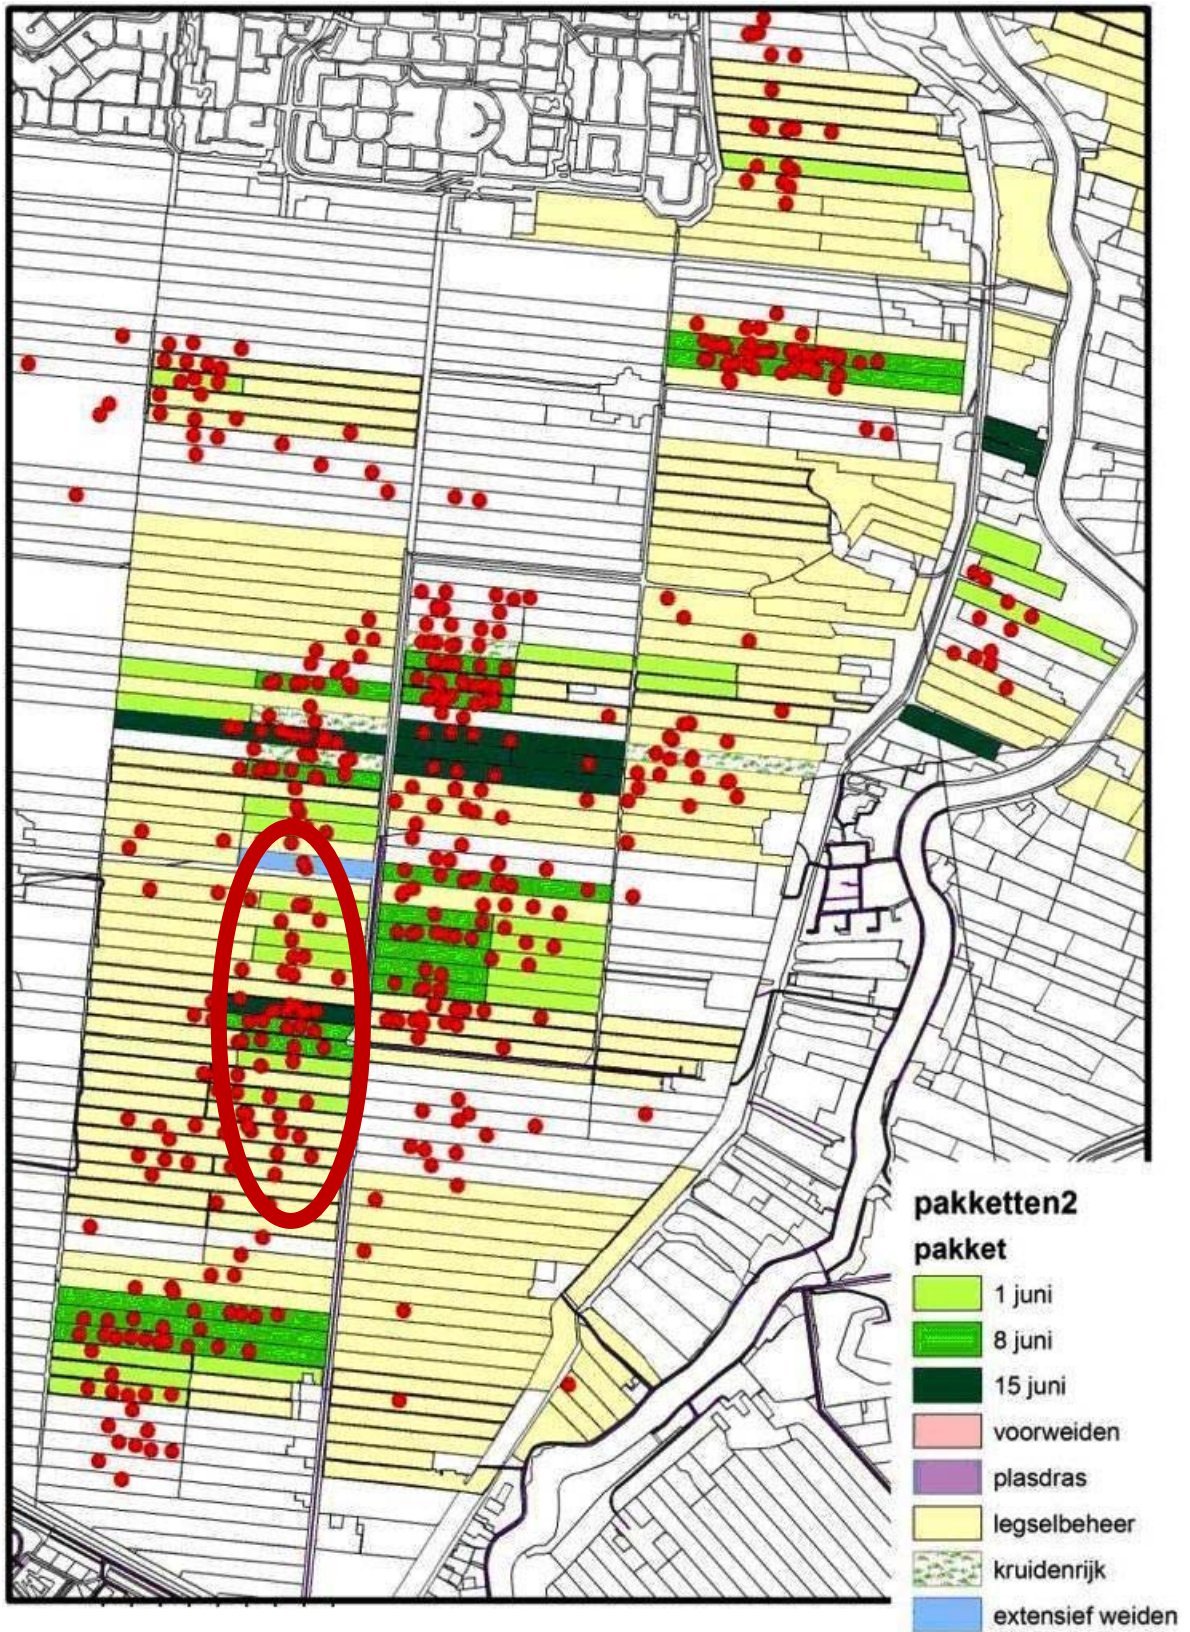 pakketten2
pakket
1 juni
8 juni
15 juni
voorweiden
plasdras
legselbeheer
kruidenrijk
extensief weiden